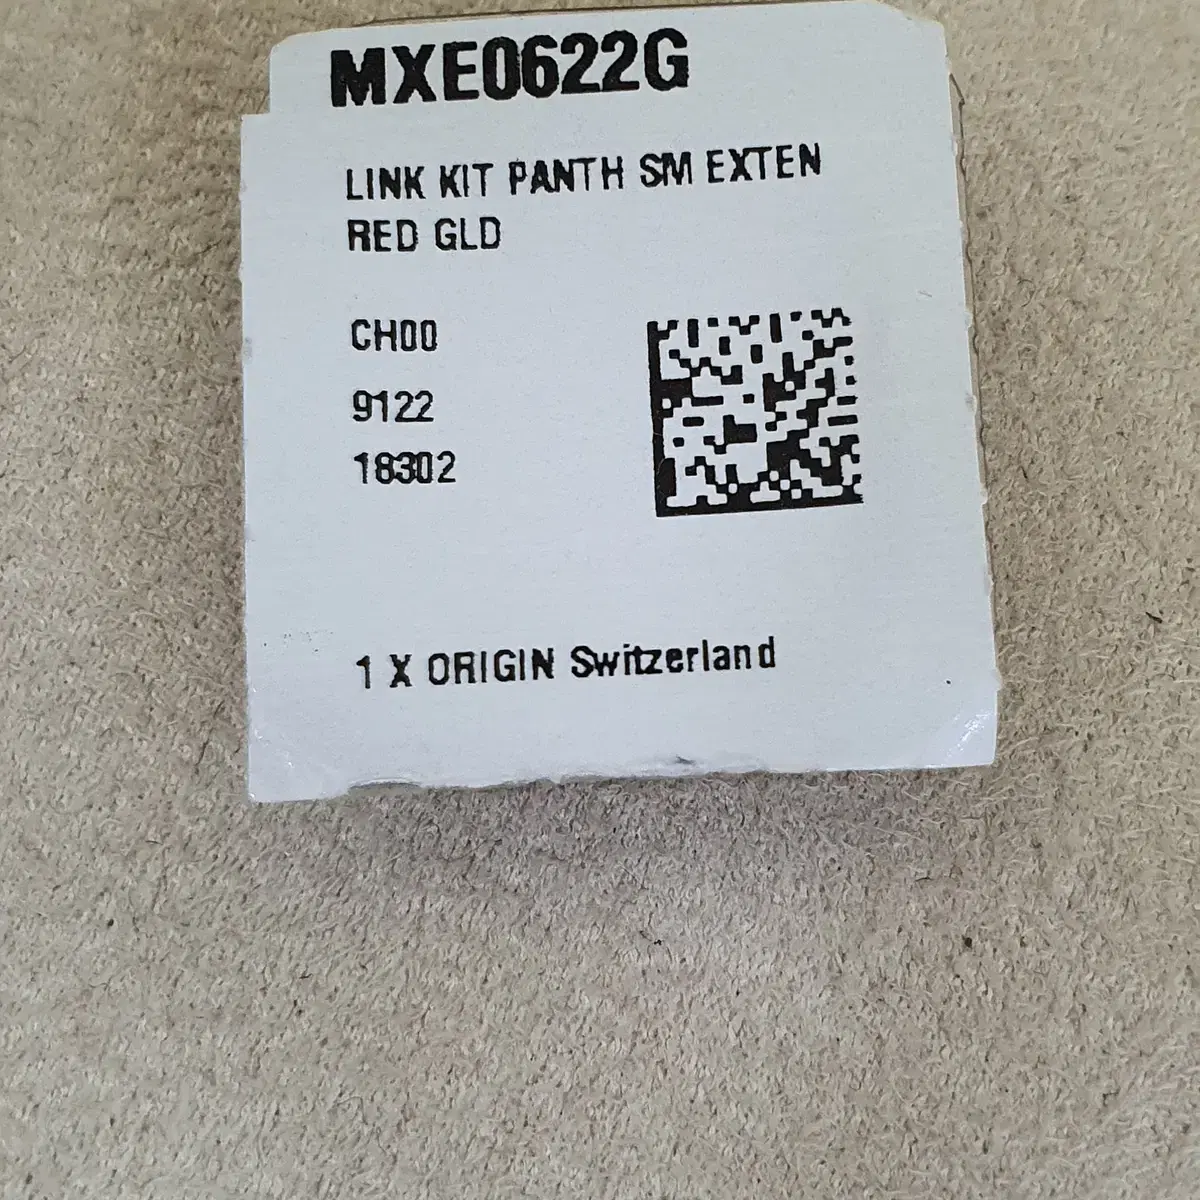 MXE0622G
LINK KIT PANTH SM EXTEN
RED GLD
CH00
9122
18302
1 X ORIGIN Switzerland